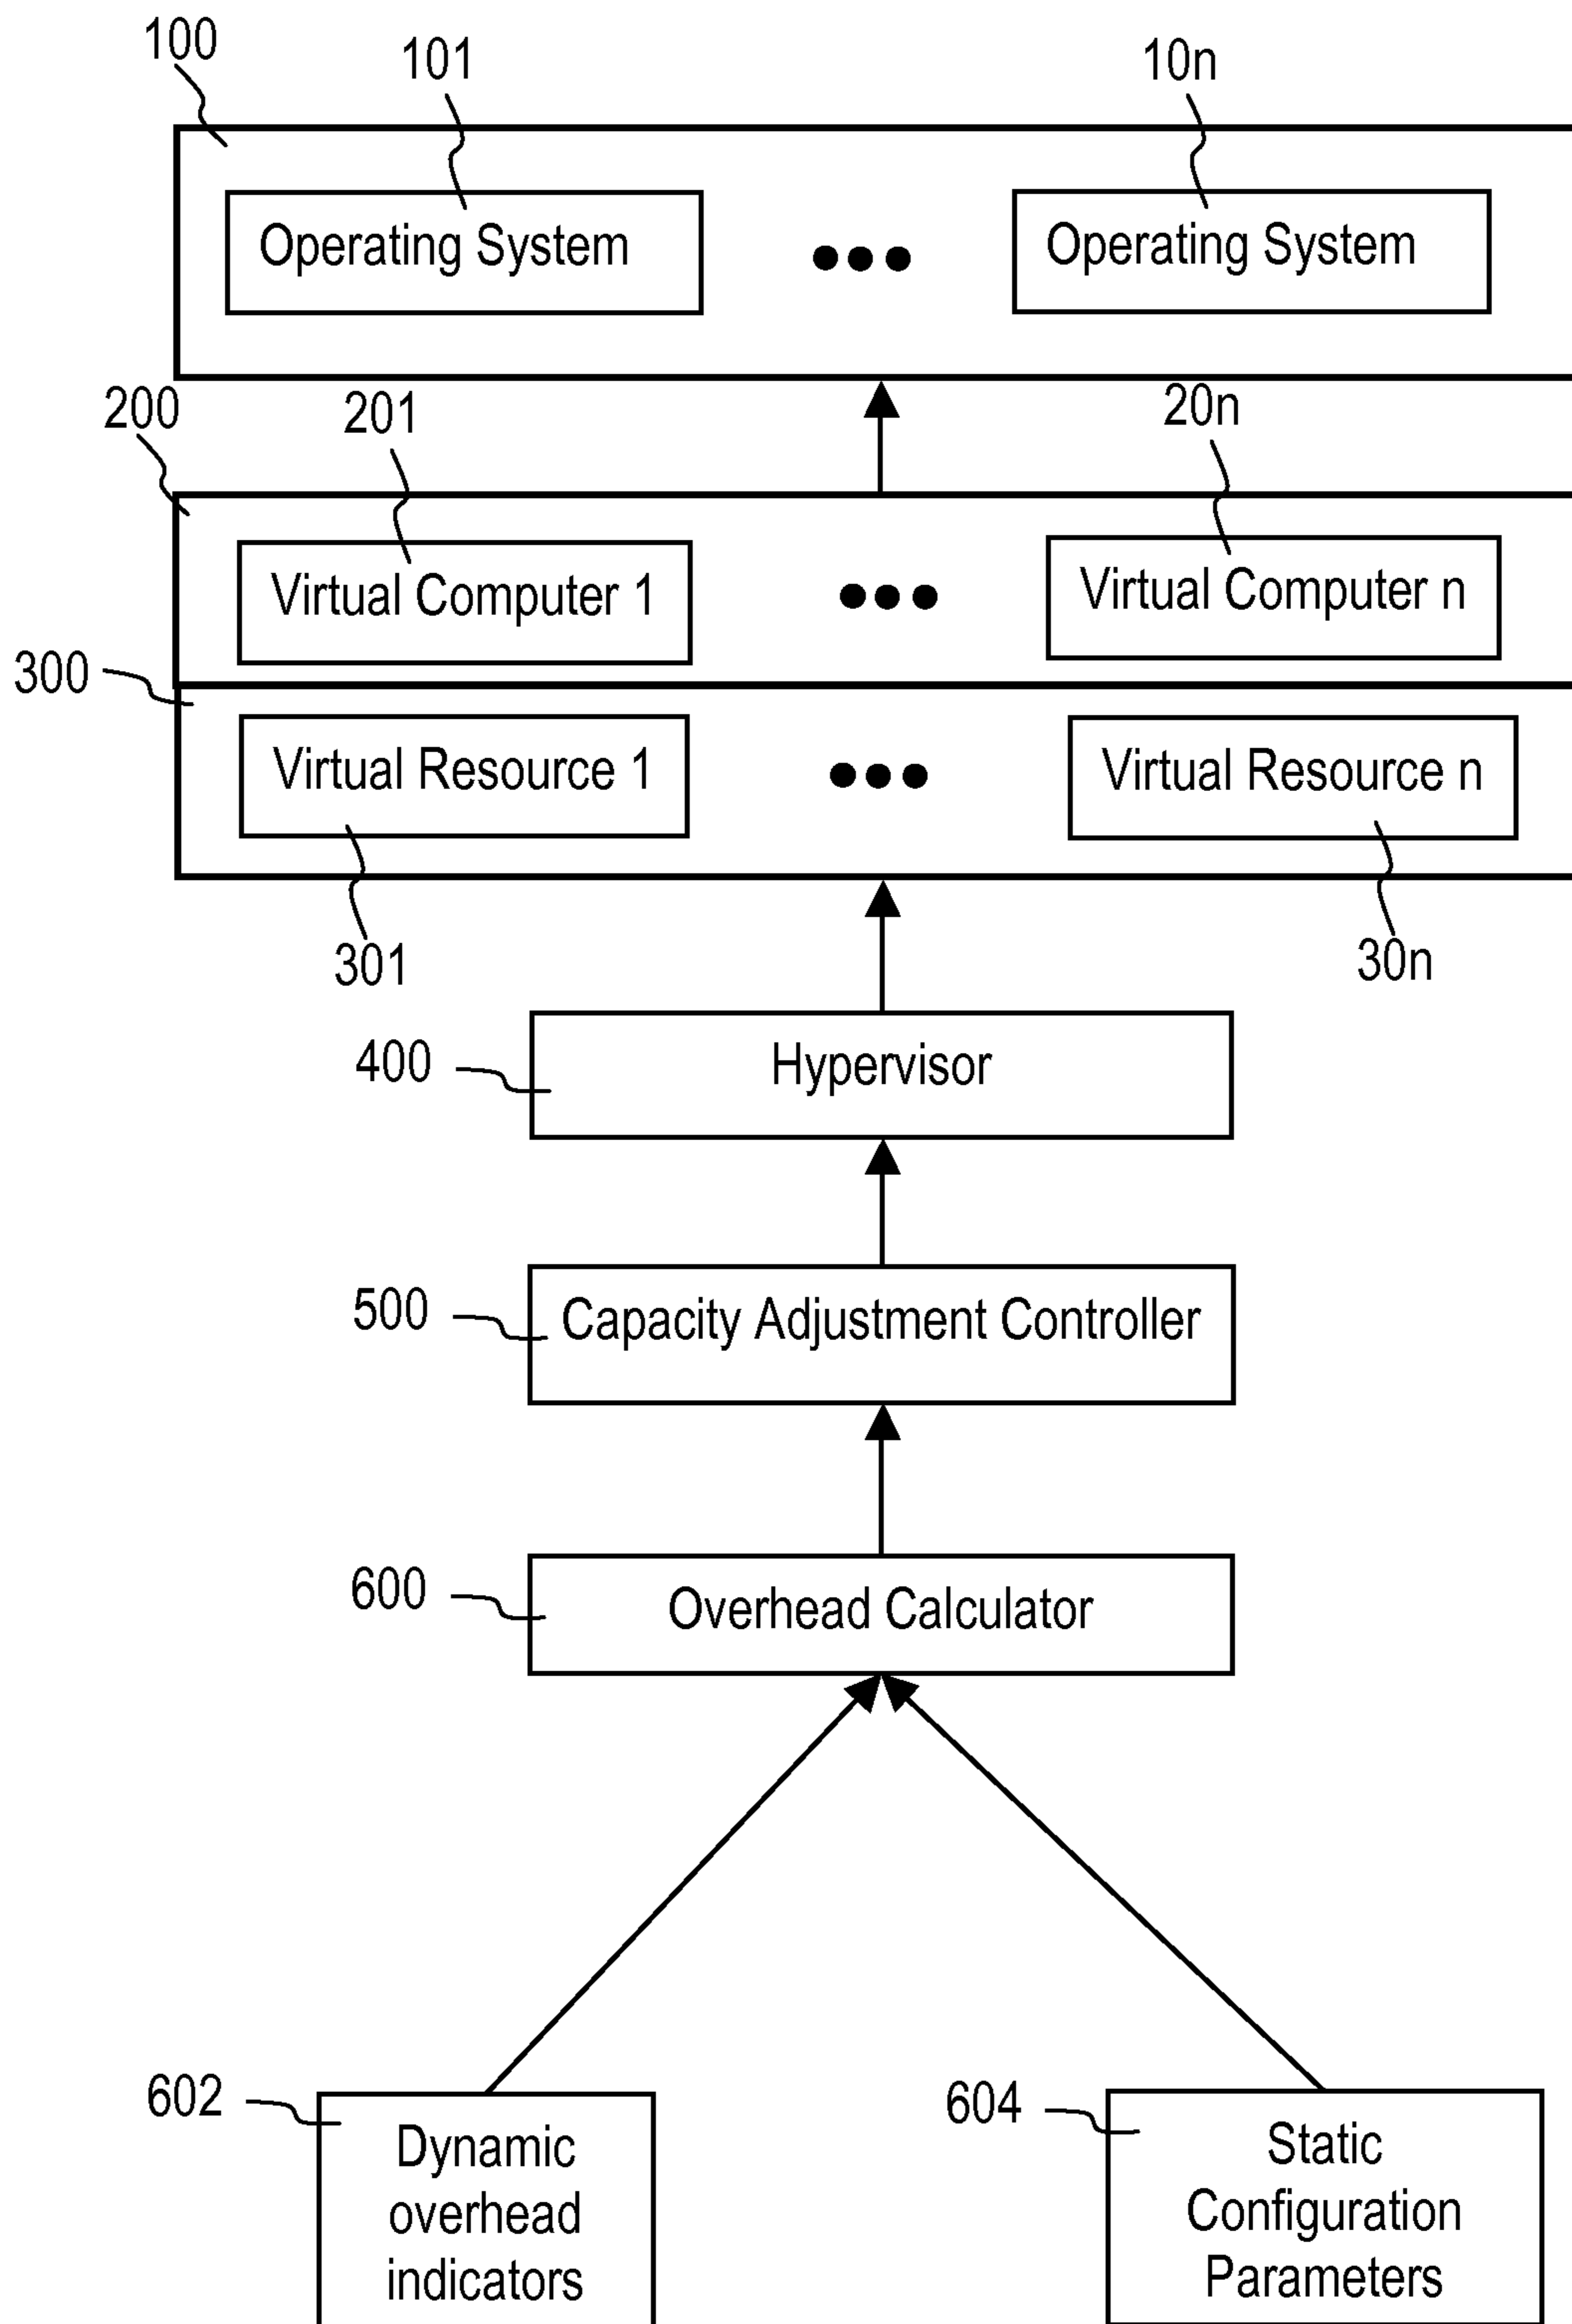 100
101
10n
Operating System
Operating System
200
201
20n
Virtual Computer 1
Virtual Computer n
300
Virtual Resource 1
Virtual Resource n
301
30n
400
Hypervisor
500
Capacity Adjustment Controller
600
Overhead Calculator
602
Dynamic
overhead
indicators
604
Static
Configuration
Parameters